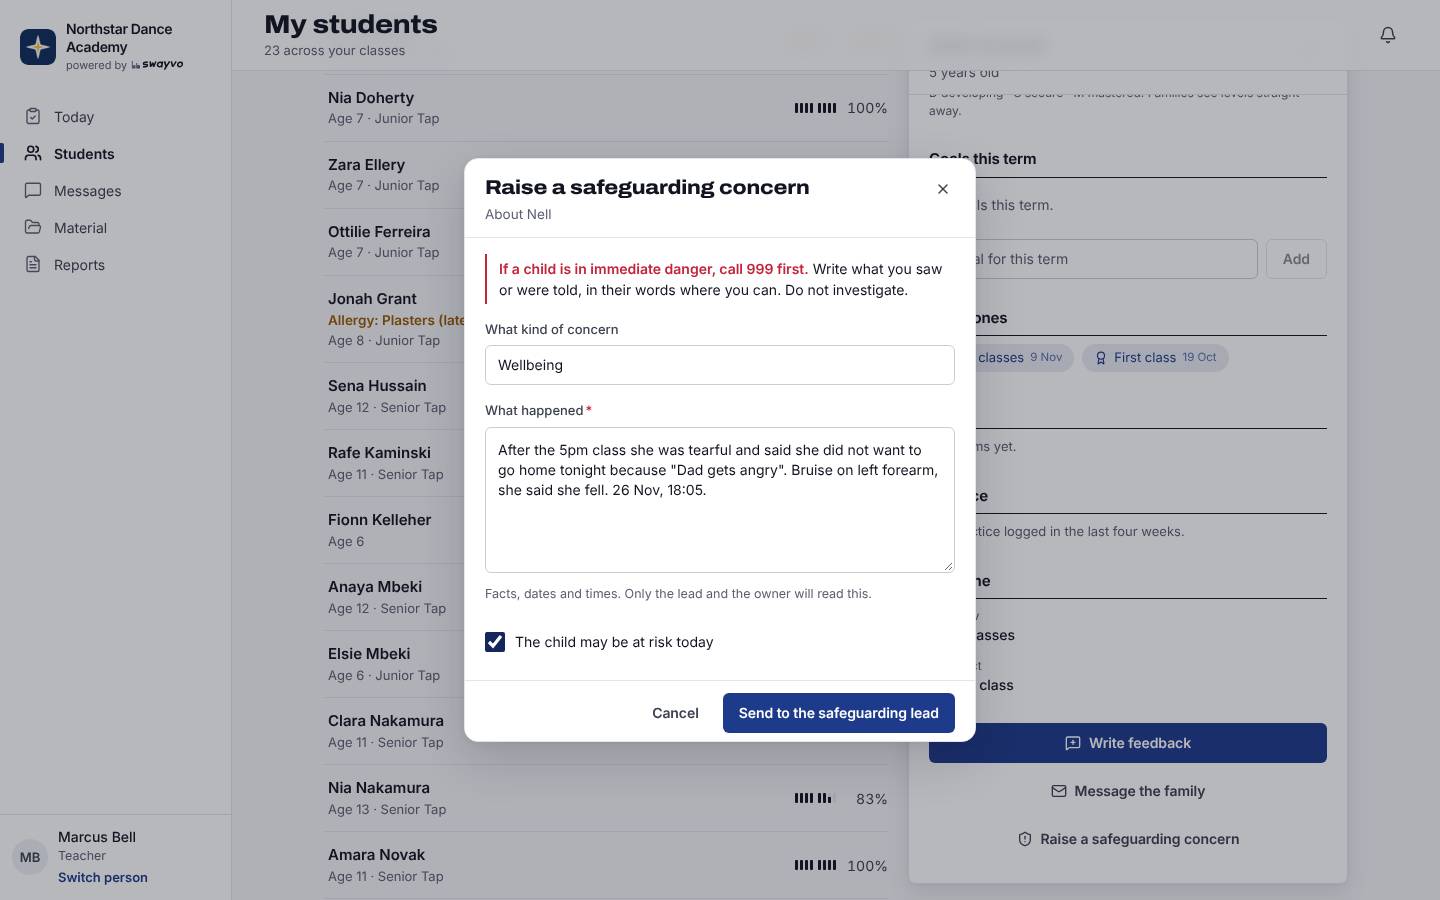 Northstar Dance
Academy
powered by swayvo
Today
Students
Messages
Material
Reports
Marcus Bell
MB
Teacher
Switch person
My students
23 across your classes
Nia Doherty
Age 7 · Junior Tap
100%
Zara Ellery
Age 7 · Junior Tap
Ottilie Ferreira
Age 7 · Junior Tap
Jonah Grant
Allergy: Plasters (late
Age 8 · Junior Tap
Sena Hussain
Age 12 · Senior Tap
Rafe Kaminski
Age 11 · Senior Tap
Fionn Kelleher
Age 6
Anaya Mbeki
Age 12 · Senior Tap
Elsie Mbeki
Age 6 · Junior Tap
Clara Nakamura
Age 11 · Senior Tap
Nia Nakamura
Age 13 · Senior Tap
83%
Amara Novak
Age 11 · Senior Tap
100%
Raise a safeguarding concern
About Nell
If a child is in immediate danger, call 999 first. Write what you saw
or were told, in their words where you can. Do not investigate.
What kind of concern
Wellbeing
What happened *
After the 5pm class she was tearful and said she did not want to
go home tonight because "Dad gets angry". Bruise on left forearm,
she said she fell. 26 Nov, 18:05.
Facts, dates and times. Only the lead and the owner will read this.
The child may be at risk today
Cancel
Send to the safeguarding lead
5 years old
away.
Goals this term
ls this term.
al for this term
Add
ones
classes 9 Nov
First class 19 Oct
ms yet.
ce
ctice logged in the last four weeks.
me
asses
ct
class
Write feedback
Message the family
Raise a safeguarding concern